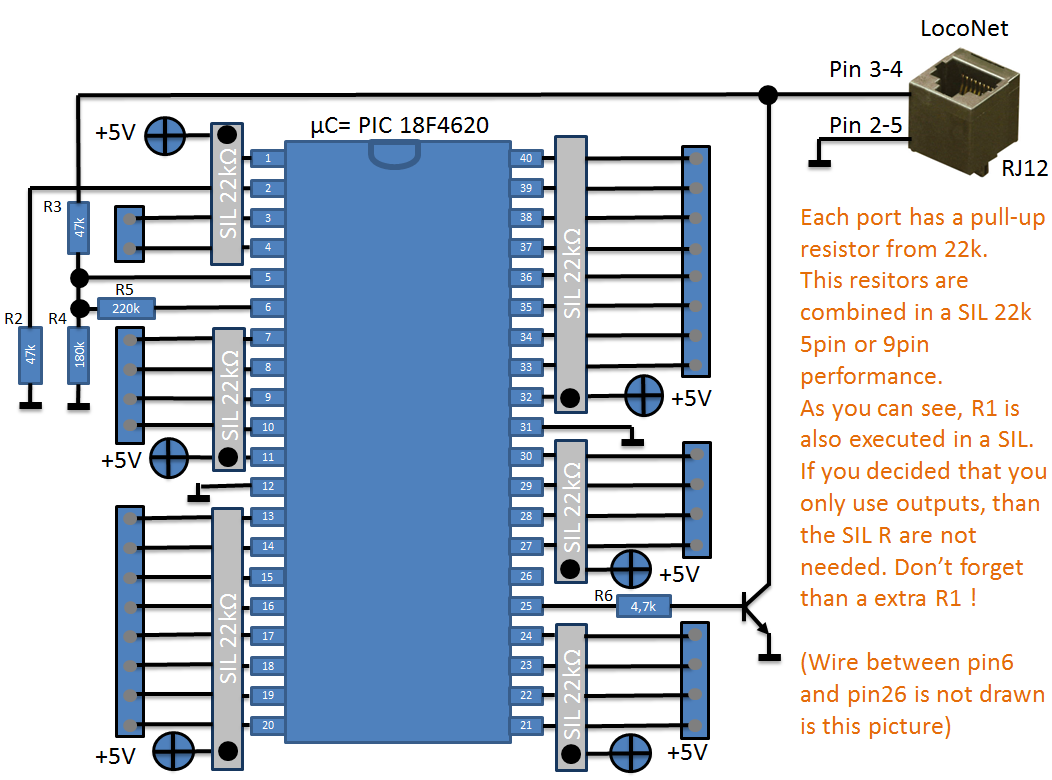 LocoNet
Pin 3-4
+5V
µC= PIC 18F4620
Pin 2-5
RJ12
SIL 22kΩ
1
2
3
4
5
6
7
8
9
10
11
12
13
14
15
16
17
18
19
20
40
39
38
37
36
35
34
33
32
31
30
29
28
27
26
25
24
23
22
21
R3
47k
R5
220k
R2
47k
R4
180k
SIL 22kΩ
+5V
SIL 22kΩ
+5V
SIL 22kΩ
+5V
SIL 22kΩ
+5V
R6
4,7k
SIL 22kΩ
+5V
Each port has a pull-up
resistor from 22k.
This resitors are
combined in a SIL 22k
5pin or 9pin
performance.
As you can see, R1 is
also executed in a SIL.
If you decided that you
only use outputs, than
the SIL R are not
needed. Don’t forget
than a extra R1 !
(Wire between pin6
and pin26 is not drawn
is this picture)